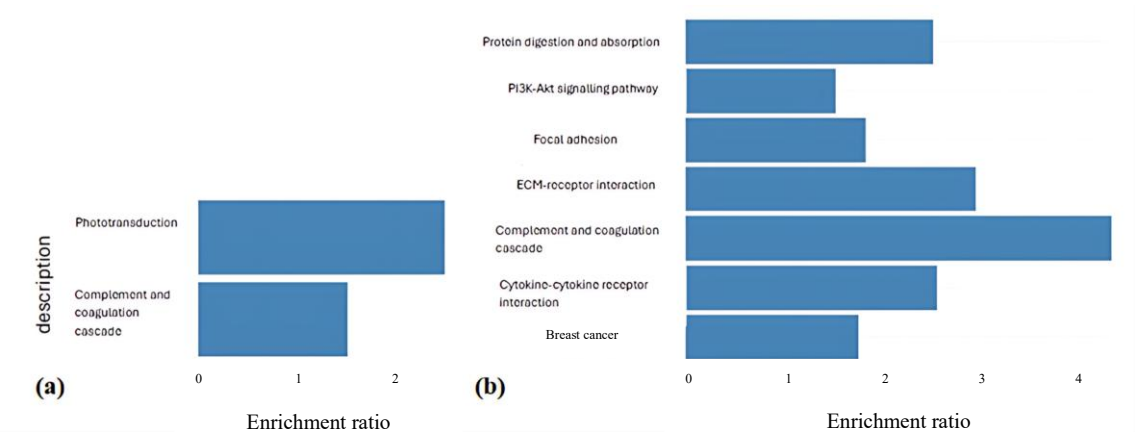 description
Phototransduction
Complement and
coagulation
cascade
0 1 2
(a)
Enrichment ratio
Protein digestion and absorption
PI3K-Akt signalling pathway
Focal adhesion
ECM-receptor interaction
Complement and coagulation
cascade
Cytokine-cytokine receptor
interaction
Breast cancer
0 1 2 3 4
(b)
Enrichment ratio